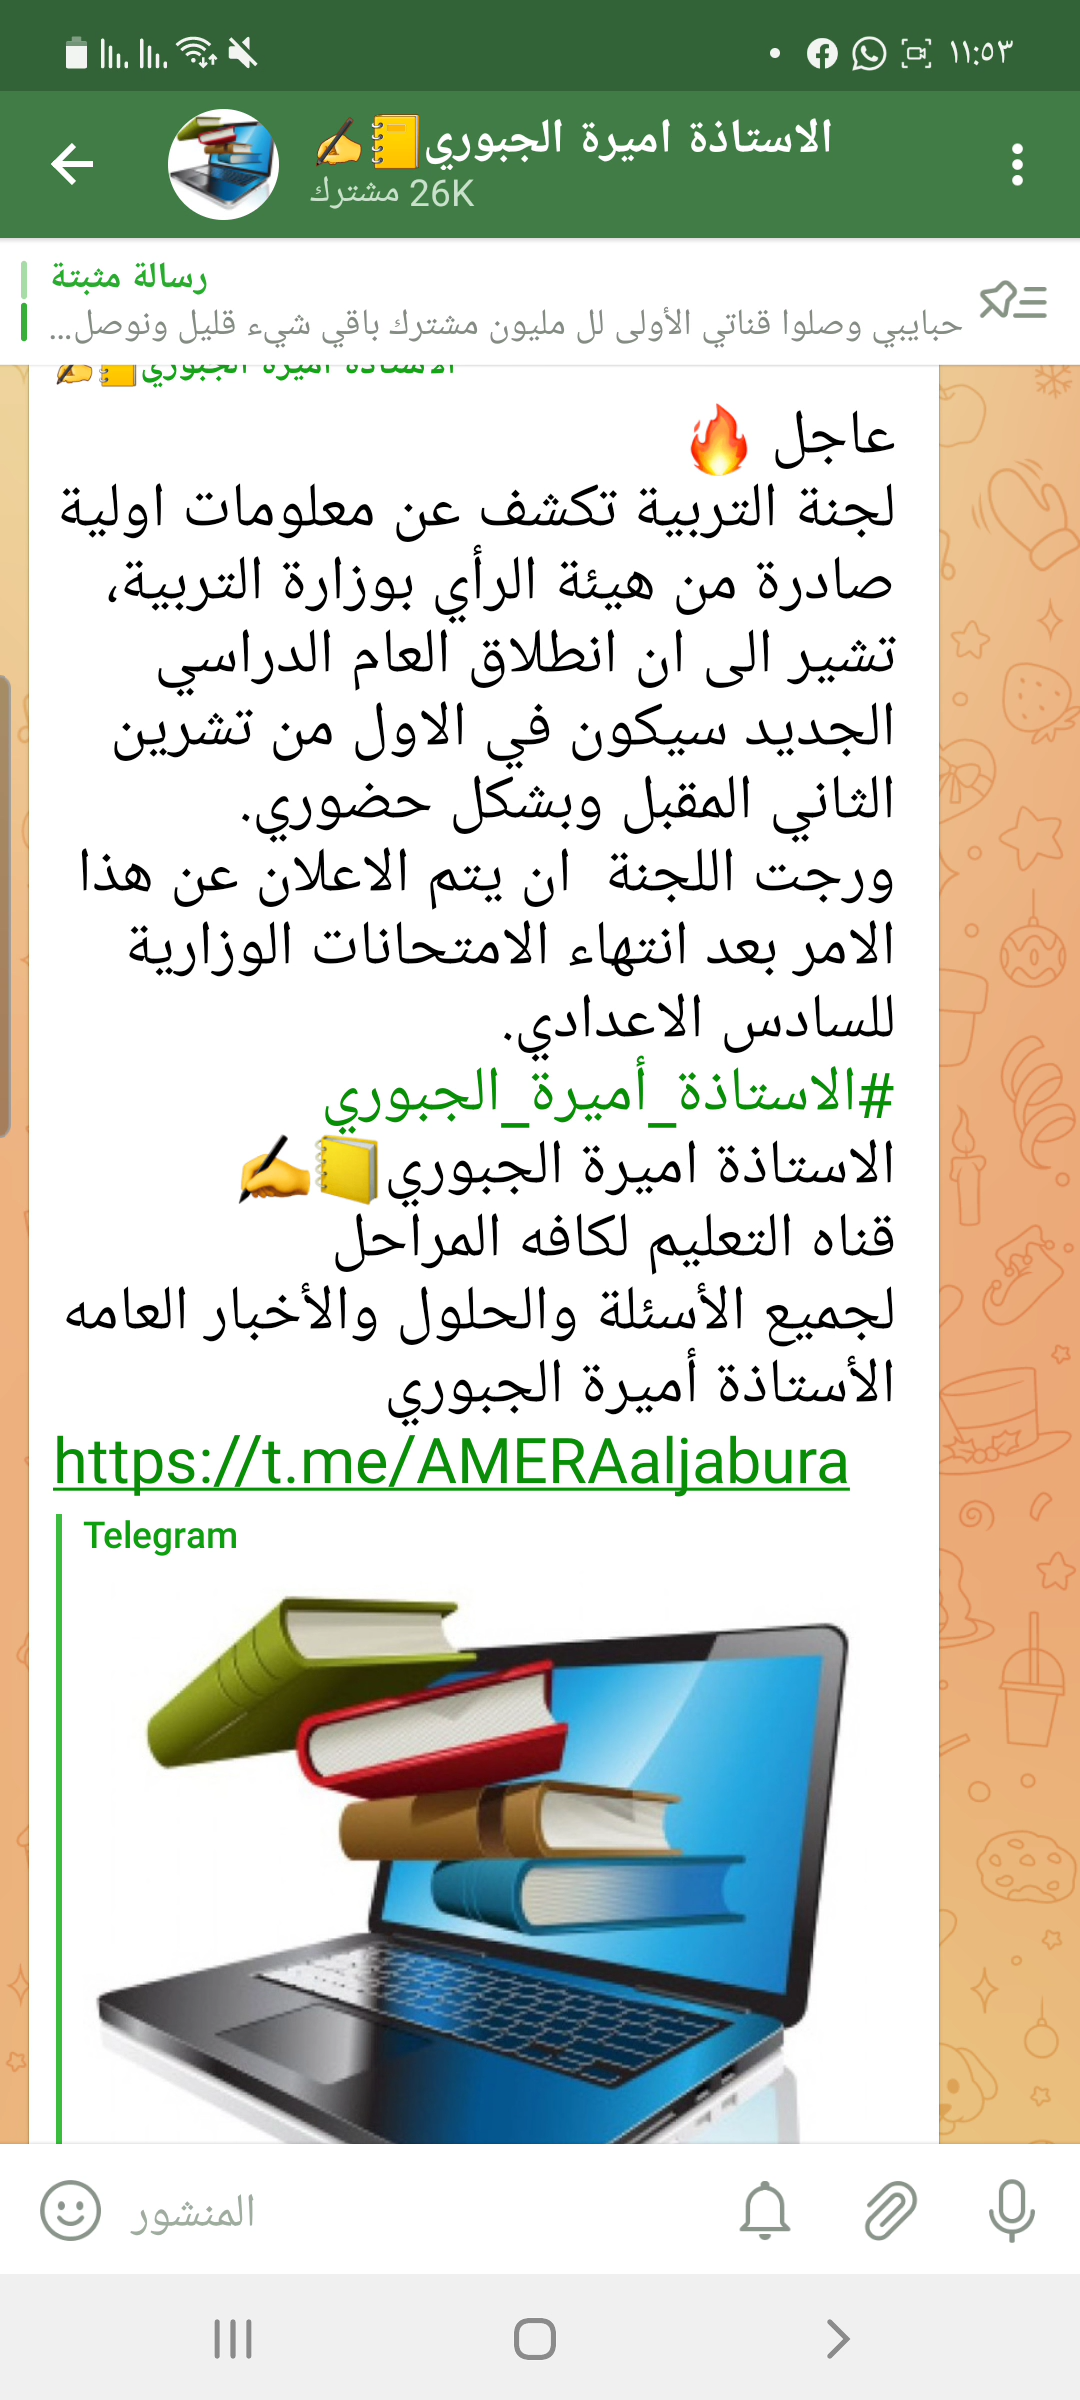 ١١:٥٣
الاستاذة اميرة الجبوري📒✍
26K مشترك
رسالة مثبتة
حبايبي وصلوا قناتي الأولى لل مليون مشترك باقي شيء قليل ونوصل...
الاستاذة اميرة الجبوري📒✍
عاجل 🔥
لجنة التربية تكشف عن معلومات اولية
صادرة من هيئة الرأي بوزارة التربية،
تشير الى ان انطلاق العام الدراسي
الجديد سيكون في الاول من تشرين
الثاني المقبل وبشكل حضوري.
ورجت اللجنة ان يتم الاعلان عن هذا
الامر بعد انتهاء الامتحانات الوزارية
للسادس الاعدادي.
#الاستاذة_أميرة_الجبوري
الاستاذة اميرة الجبوري📒✍
قناه التعليم لكافه المراحل
لجميع الأسئلة والحلول والأخبار العامه
الأستاذة أميرة الجبوري
https://t.me/AMERAaljabura
Telegram
المنشور